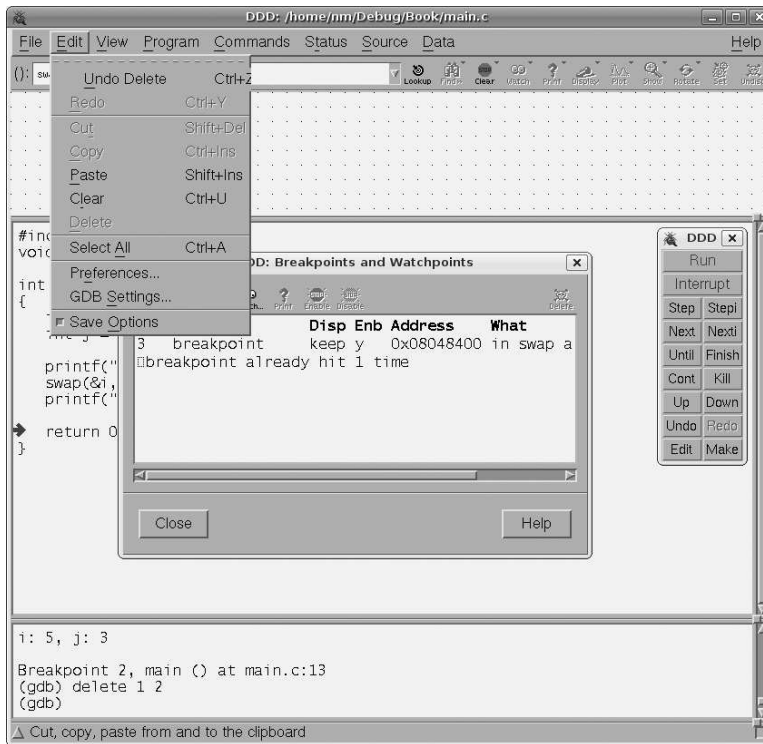 DDD: /home/nm/Debug/Book/main.c
File Edit View Program Commands Status Source Data Help
(): sw
Lookup Find» Clear Watch Print Display Plot Show Rotate Set Undisp
Undo Delete Ctrl+Z
Redo Ctrl+Y
Cut Shift+Del
Copy Ctrl+Ins
Paste Shift+Ins
Clear Ctrl+U
Delete
Select All Ctrl+A
Preferences...
GDB Settings...
Save Options
#inc
voic
int
{
int j =
printf("
swap(&i,
printf("
return 0
}
DD: Breakpoints and Watchpoints
Print Enable Disable Delete
Disp Enb Address What
3 breakpoint keep y 0x08048400 in swap a
breakpoint already hit 1 time
Close Help
DDD
Run
Interrupt
Step Stepi
Next Nexti
Until Finish
Cont Kill
Up Down
Undo Redo
Edit Make
i: 5, j: 3
Breakpoint 2, main () at main.c:13
(gdb) delete 1 2
(gdb)
Cut, copy, paste from and to the clipboard